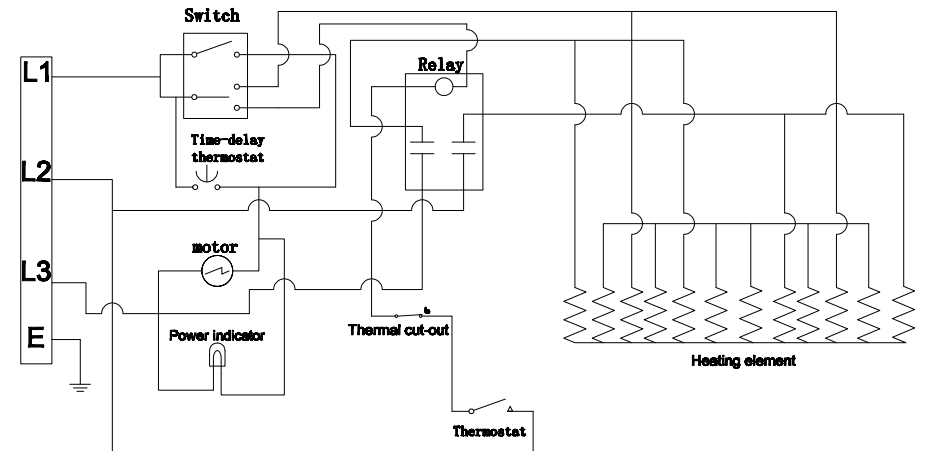 Switch
L1
Relay
Time-delay
thermostat
L2
motor
L3
Power indicator
Thermal cut-out
E
Heating element
Thermostat